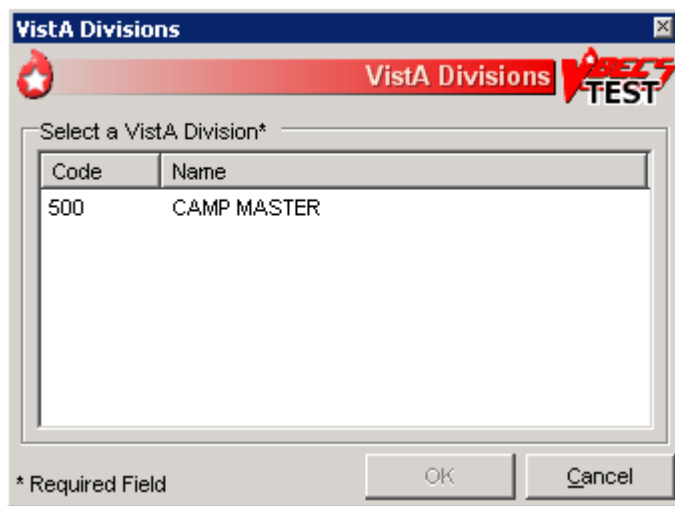 VistA Divisions
VistA Divisions
VBECS
TEST
Select a VistA Division*
Code Name
500 CAMP MASTER
* Required Field
OK Cancel